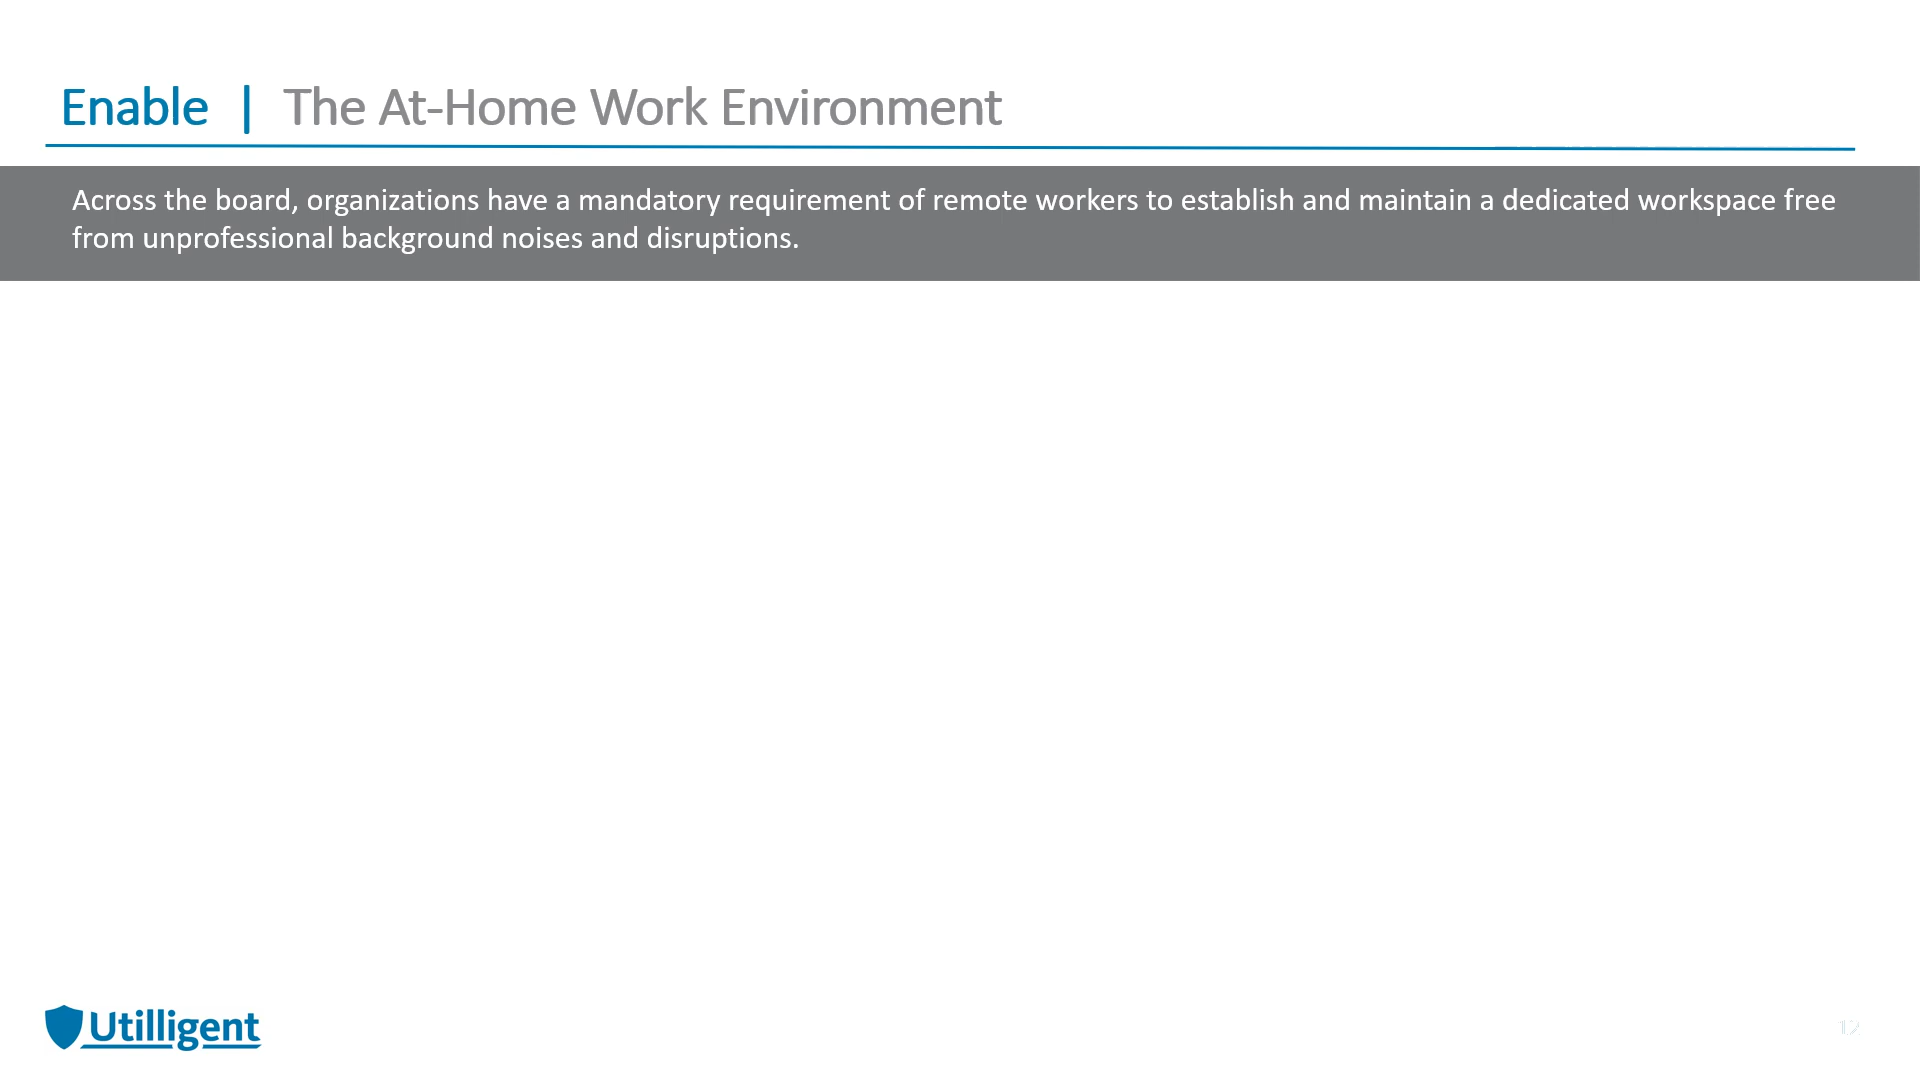 Enable | The At-Home Work Environment
Across the board, organizations have a mandatory requirement of remote workers to establish and maintain a dedicated workspace free
from unprofessional background noises and disruptions.
Utilligent
12